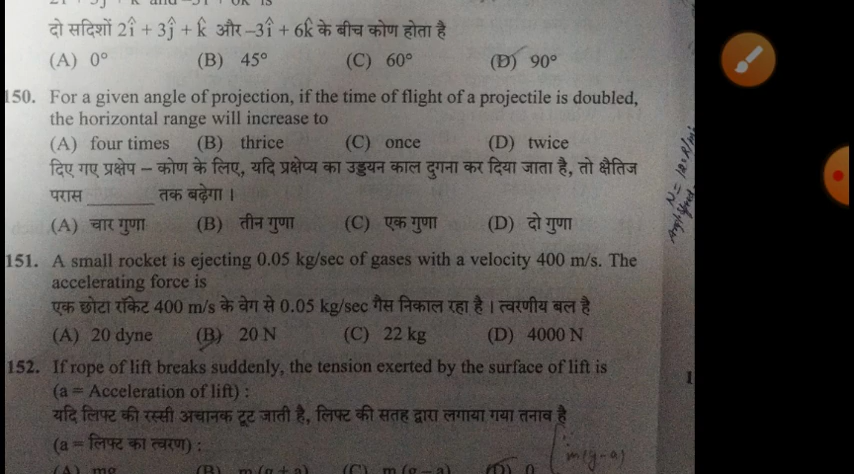 दो सदिशों 2î + 3ĵ + k̂ और –3î + 6k̂ के बीच कोण होता है
(A) 0° (B) 45° (C) 60° (D) 90°
150. For a given angle of projection, if the time of flight of a projectile is doubled,
the horizontal range will increase to
(A) four times (B) thrice (C) once (D) twice
दिए गए प्रक्षेप – कोण के लिए, यदि प्रक्षेप्य का उड्डयन काल दुगना कर दिया जाता है, तो क्षैतिज
परास ________ तक बढ़ेगा ।
(A) चार गुणा (B) तीन गुणा (C) एक गुणा (D) दो गुणा
151. A small rocket is ejecting 0.05 kg/sec of gases with a velocity 400 m/s. The
accelerating force is
एक छोटा रॉकेट 400 m/s के वेग से 0.05 kg/sec गैस निकाल रहा है । त्वरणीय बल है
(A) 20 dyne (B) 20 N (C) 22 kg (D) 4000 N
152. If rope of lift breaks suddenly, the tension exerted by the surface of lift is
(a = Acceleration of lift) :
यदि लिफ्ट की रस्सी अचानक टूट जाती है, लिफ्ट की सतह द्वारा लगाया गया तनाव है
(a = लिफ्ट का त्वरण) :
(A) mg (B) m(g + a) (C) m(g – a) (D) 0
m(g-a)
1